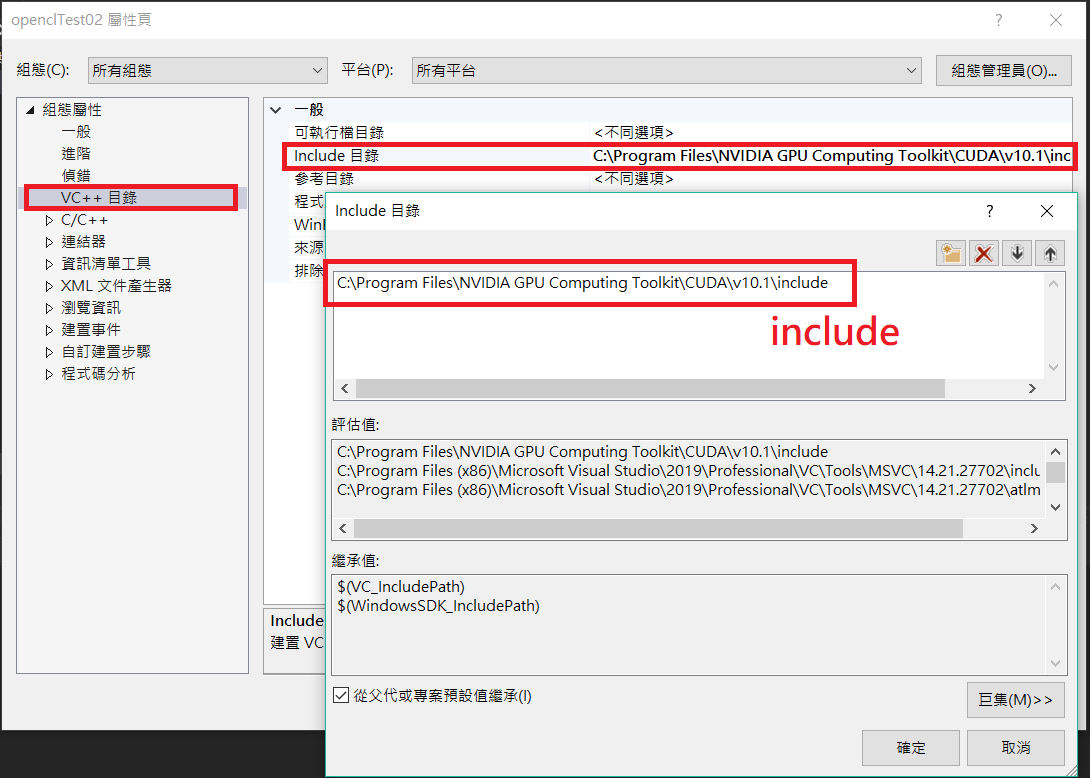 openclTest02 屬性頁
組態(C): 所有組態 平台(P): 所有平台 組態管理員(O)...
組態屬性
一般
進階
偵錯
VC++ 目錄
C/C++
連結器
資訊清單工具
XML 文件產生器
瀏覽資訊
建置事件
自訂建置步驟
程式碼分析
一般
可執行檔目錄 <不同選項>
Include 目錄 C:\Program Files\NVIDIA GPU Computing Toolkit\CUDA\v10.1\inc
參考目錄 <不同選項>
程式
Win
來源
排除
Include
建置 VC
Include 目錄
C:\Program Files\NVIDIA GPU Computing Toolkit\CUDA\v10.1\include
include
評估值:
C:\Program Files\NVIDIA GPU Computing Toolkit\CUDA\v10.1\include
C:\Program Files (x86)\Microsoft Visual Studio\2019\Professional\VC\Tools\MSVC\14.21.27702\inclu
C:\Program Files (x86)\Microsoft Visual Studio\2019\Professional\VC\Tools\MSVC\14.21.27702\atlm
繼承值:
$(VC_IncludePath)
$(WindowsSDK_IncludePath)
從父代或專案預設值繼承(I)
巨集(M)>>
確定 取消